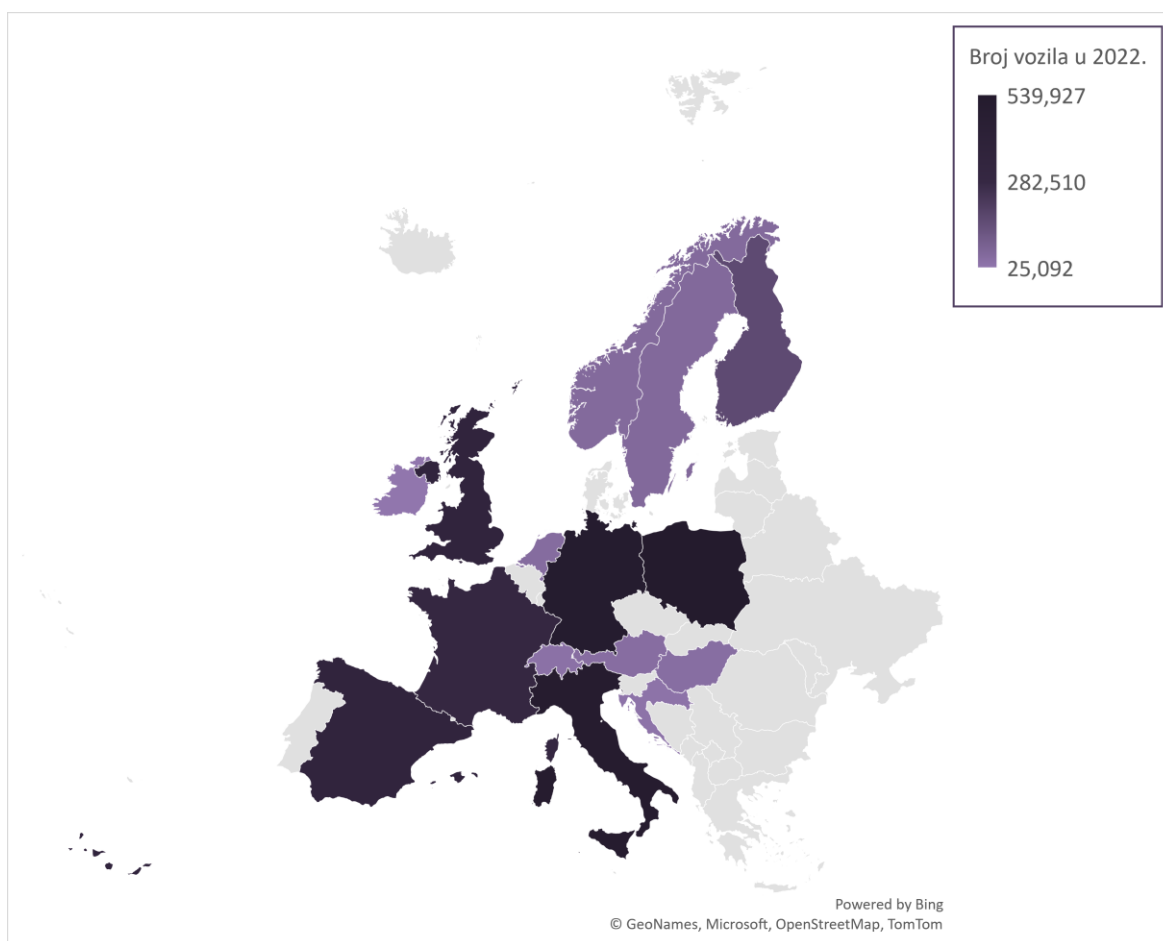 Broj vozila u 2022.
539,927
282,510
25,092
Powered by Bing
© GeoNames, Microsoft, OpenStreetMap, TomTom